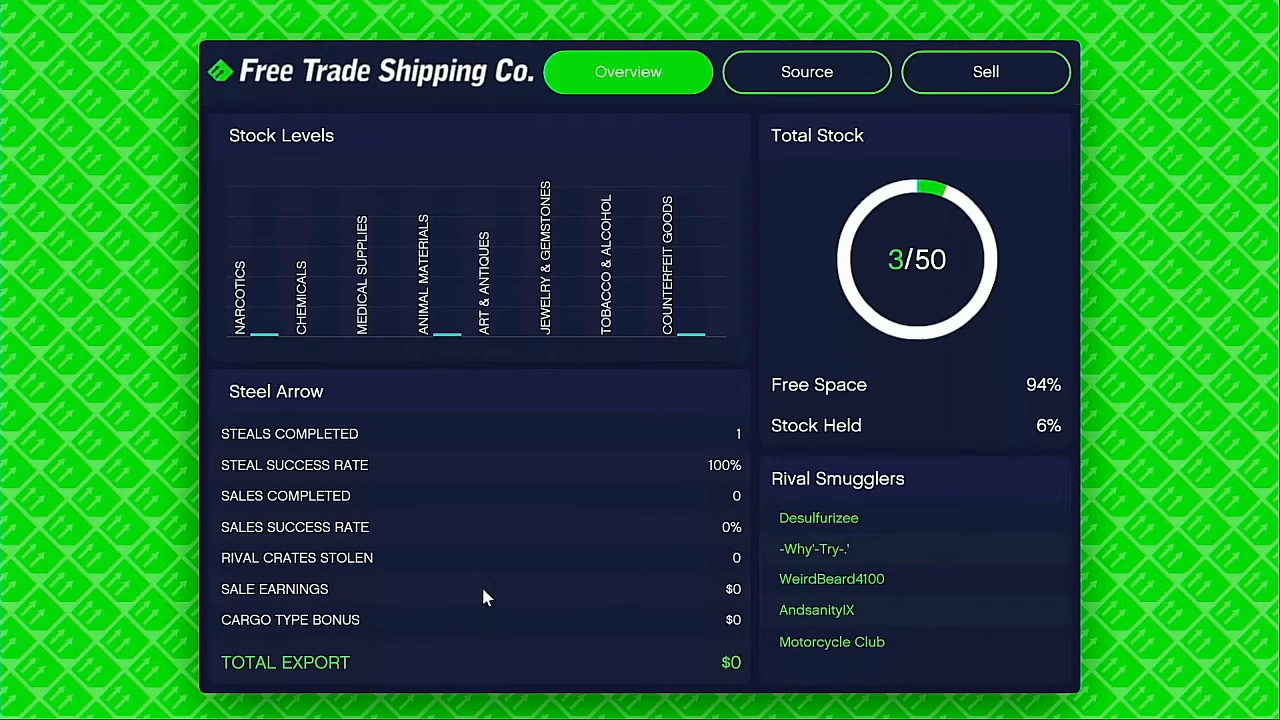 Free Trade Shipping Co.
Overview
Source
Sell
Stock Levels
NARCOTICS
CHEMICALS
MEDICAL SUPPLIES
ANIMAL MATERIALS
ART & ANTIQUES
JEWELRY & GEMSTONES
TOBACCO & ALCOHOL
COUNTERFEIT GOODS
Total Stock
3/50
Free Space 94%
Stock Held 6%
Steel Arrow
STEALS COMPLETED 1
STEAL SUCCESS RATE 100%
SALES COMPLETED 0
SALES SUCCESS RATE 0%
RIVAL CRATES STOLEN 0
SALE EARNINGS $0
CARGO TYPE BONUS $0
TOTAL EXPORT $0
Rival Smugglers
Desulfurizee
-Why'-Try-.'
WeirdBeard4100
AndsanityIX
Motorcycle Club